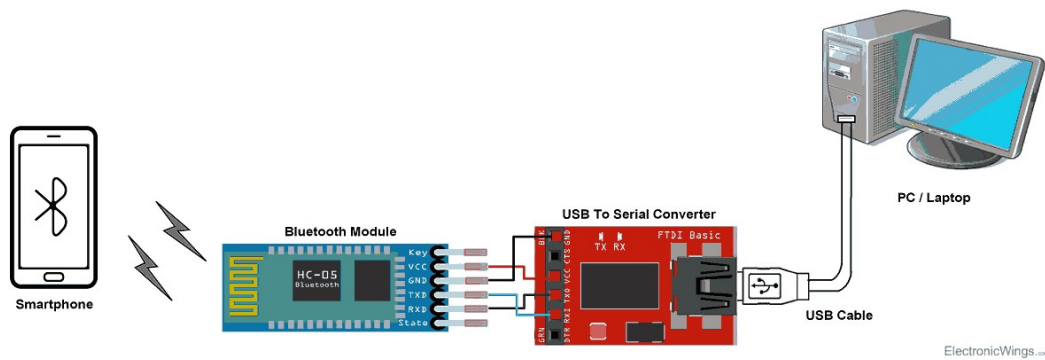 Smartphone
Bluetooth Module
HC-05
Bluetooth
Key
VCC
GND
TXD
RXD
State
USB To Serial Converter
BLK
GND
CTS
VCC
TXO
RXI
DTR
GRN
TX RX
FTDI Basic
USB Cable
PC / Laptop
ElectronicWings